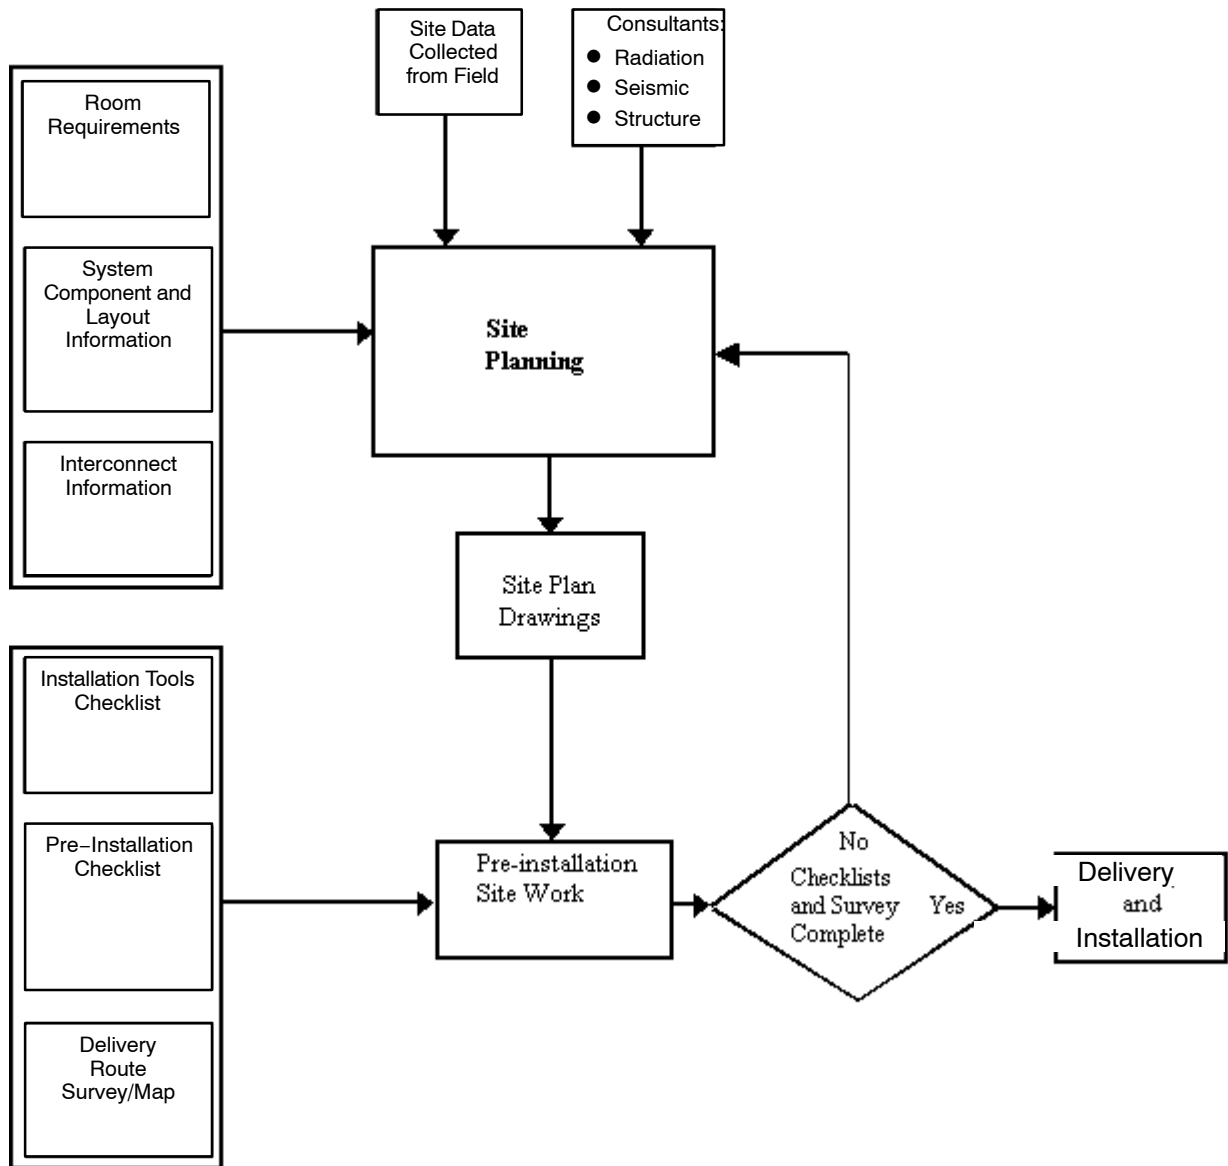 Site Data
Collected
from Field
Consultants:
● Radiation
● Seismic
● Structure
Room
Requirements
System
Component and
Layout
Information
Interconnect
Information
Site
Planning
Site Plan
Drawings
Installation Tools
Checklist
Pre−Installation
Checklist
Delivery
Route
Survey/Map
Pre-installation
Site Work
No
Checklists
and Survey
Complete
Yes
Delivery
and
Installation